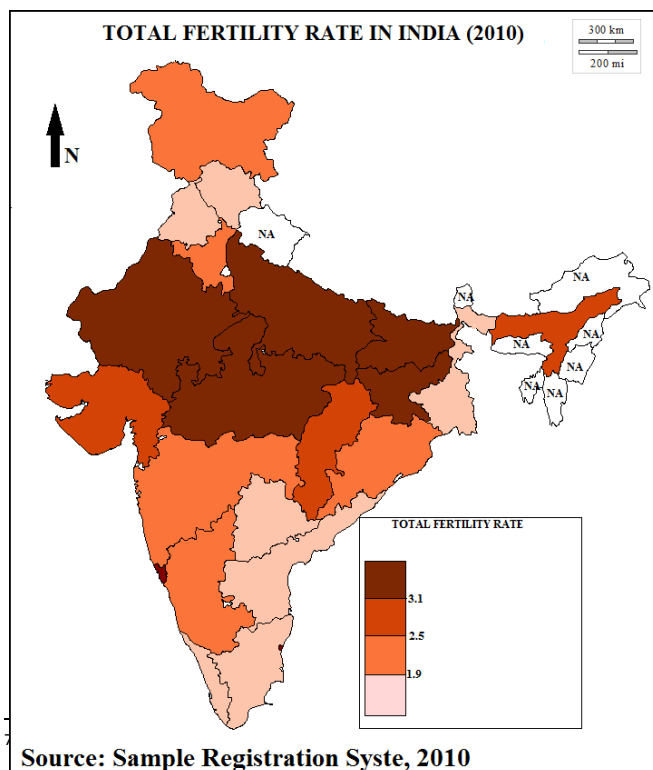 TOTAL FERTILITY RATE IN INDIA (2010)
300 km
200 mi
N
NA
NA
NA
NA
NA
NA
NA
NA
TOTAL FERTILITY RATE
3.1
2.5
1.9
7
Source: Sample Registration Syste, 2010